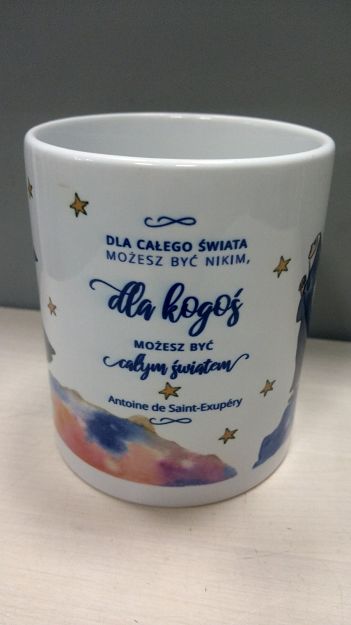 DLA CAŁEGO ŚWIATA
MOŻESZ BYĆ NIKIM,
dla kogoś
MOŻESZ BYĆ
całym światem
Antoine de Saint-Exupéry